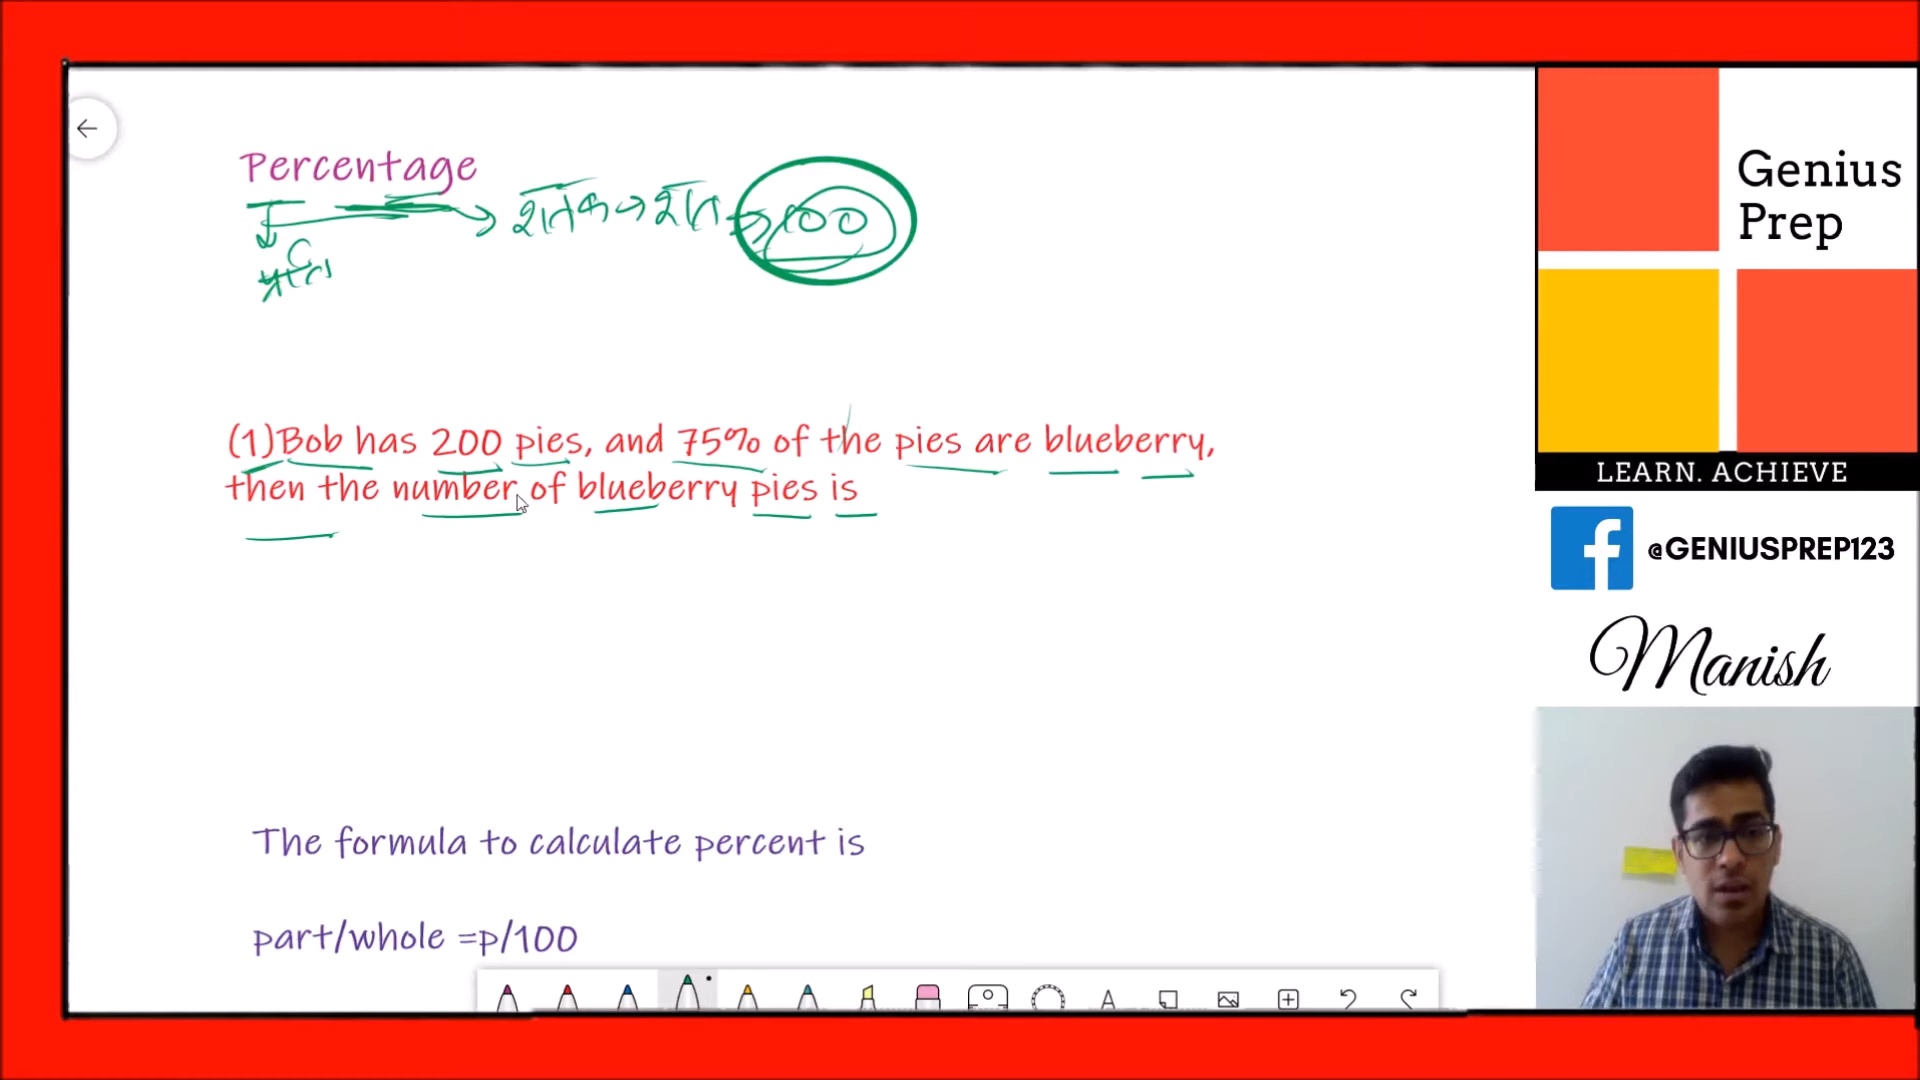 Percentage
शतक → शत → 100
(1)Bob has 200 pies, and 75% of the pies are blueberry,
then the number of blueberry pies is
The formula to calculate percent is
part/whole =p/100
Genius
Prep
LEARN. ACHIEVE
@GENIUSPREP123
Manish